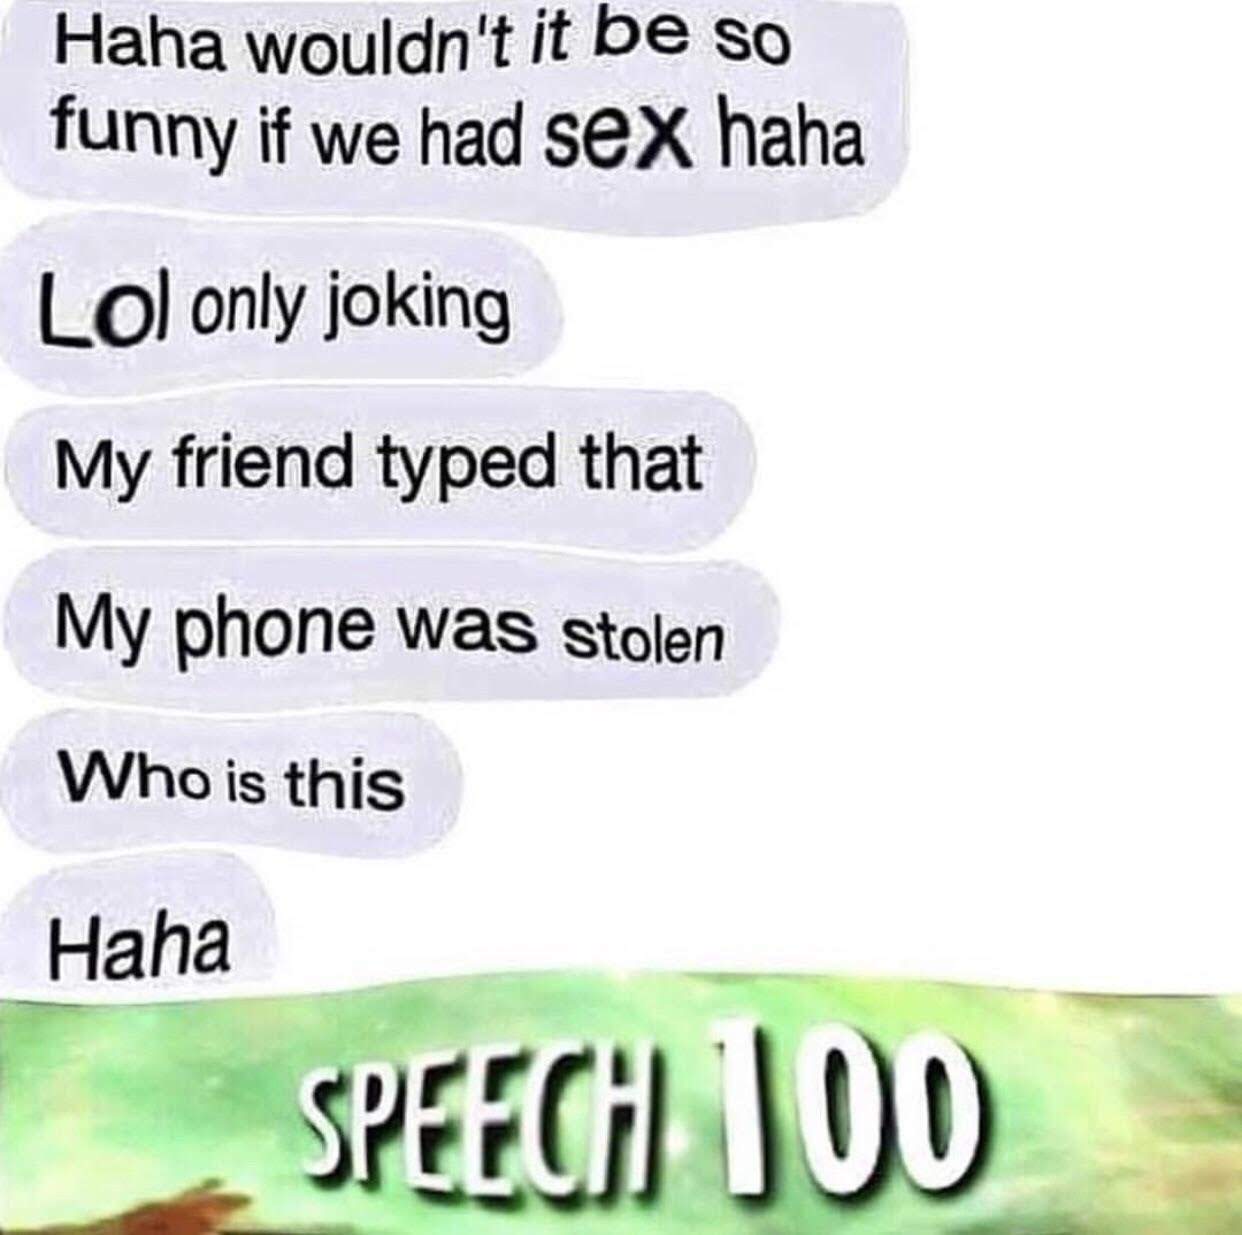 Haha wouldn't it be so
funny if we had sex haha
Lol only joking
My friend typed that
My phone was stolen
Who is this
Haha
SPEECH 100